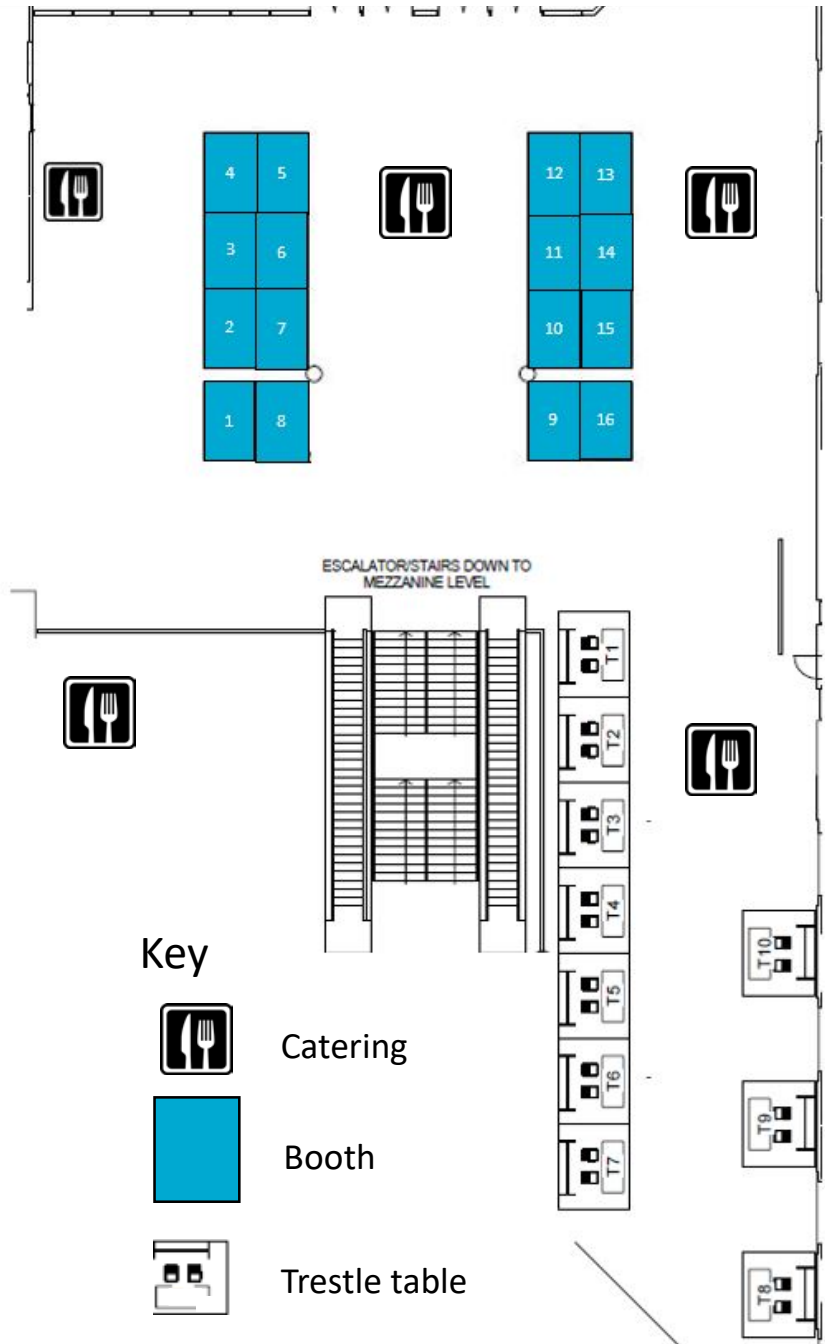 4 5
12 13
3 6
11 14
2 7
10 15
1 8
9 16
ESCALATOR/STAIRS DOWN TO
MEZZANINE LEVEL
T1
T2
T3
T4
T10
T5
T6
T9
T7
T8
Key
Catering
Booth
Trestle table